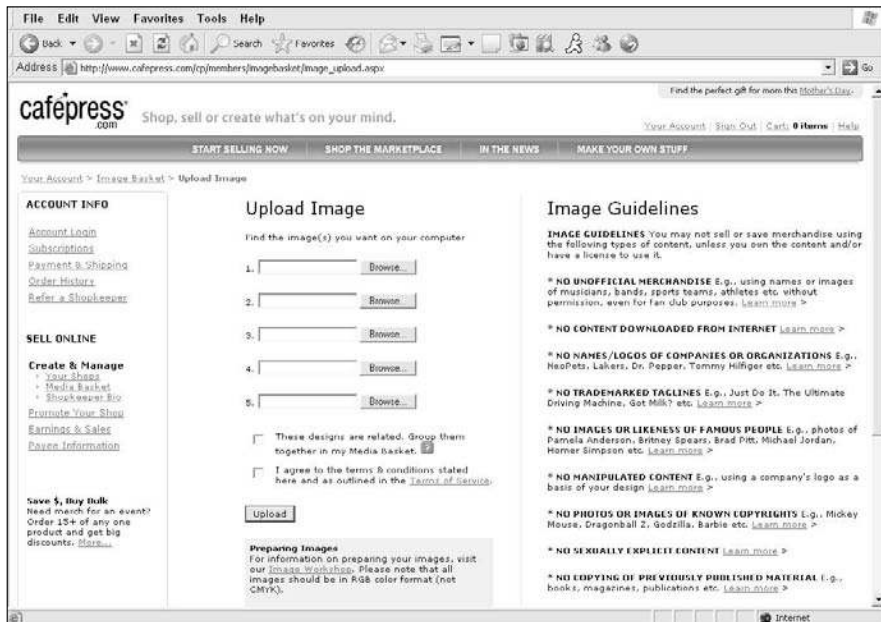 File Edit View Favorites Tools Help
Back Search Favorites
Address http://www.cafepress.com/cp/members/imagebasket/image_upload.aspx Go
Find the perfect gift for mom this Mother's Day.
cafepress.com Shop, sell or create what's on your mind.
Your Account | Sign Out | Cart: 0 items | Help
START SELLING NOW SHOP THE MARKETPLACE IN THE NEWS MAKE YOUR OWN STUFF
Your Account > Image Basket > Upload Image
ACCOUNT INFO
Account Login
Subscriptions
Payment & Shipping
Order History
Refer a Shopkeeper
SELL ONLINE
Create & Manage
Your Shops
Media Basket
Shopkeeper Bio
Promote Your Shop
Earnings & Sales
Payee Information
Save $, Buy Bulk
Need merch for an event?
Order 15+ of any one
product and get big
discounts. More...
Upload Image
Find the image(s) you want on your computer
1. Browse...
2. Browse...
3. Browse...
4. Browse...
5. Browse...
These designs are related. Group them
together in my Media Basket. ?
I agree to the terms & conditions stated
here and as outlined in the Terms of Service.
Upload
Preparing Images
For information on preparing your images, visit
our Image Workshop. Please note that all
images should be in RGB color format (not
CMYK).
Image Guidelines
IMAGE GUIDELINES You may not sell or save merchandise using
the following types of content, unless you own the content and/or
have a license to use it.
* NO UNOFFICIAL MERCHANDISE E.g., using names or images
of musicians, bands, sports teams, athletes etc. without
permission, even for fan club purposes. Learn more >
* NO CONTENT DOWNLOADED FROM INTERNET Learn more >
* NO NAMES/LOGOS OF COMPANIES OR ORGANIZATIONS E.g.,
NeoPets, Lakers, Dr. Pepper, Tommy Hilfiger etc. Learn more >
* NO TRADEMARKED TAGLINES E.g., Just Do It. The Ultimate
Driving Machine, Got Milk? etc. Learn more >
* NO IMAGES OR LIKENESS OF FAMOUS PEOPLE E.g., photos of
Pamela Anderson, Britney Spears, Brad Pitt, Michael Jordan,
Homer Simpson etc. Learn more >
* NO MANIPULATED CONTENT E.g., using a company's logo as a
basis of your design Learn more >
* NO PHOTOS OR IMAGES OF KNOWN COPYRIGHTS E.g., Mickey
Mouse, Dragonball Z, Godzilla, Barbie etc. Learn more >
* NO SEXUALLY EXPLICIT CONTENT Learn more >
* NO COPYING OF PREVIOUSLY PUBLISHED MATERIAL E.g.,
books, magazines, publications etc. Learn more >
Internet